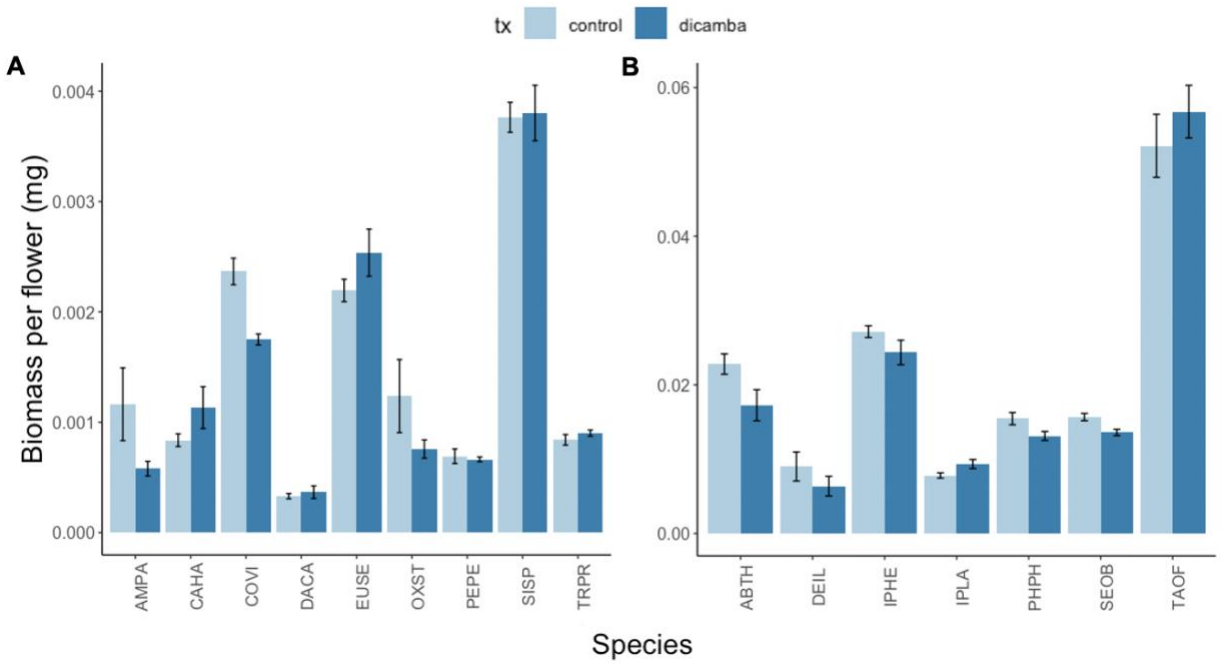 tx control dicamba
A
B
Biomass per flower (mg)
0.004
0.003
0.002
0.001
0.000
AMPA CAHA COVI DACA EUSE OXST PEPE SISP TRPR
0.06
0.04
0.02
0.00
ABTH DEIL IPHE IPLA PHPH SEOB TAOF
Species